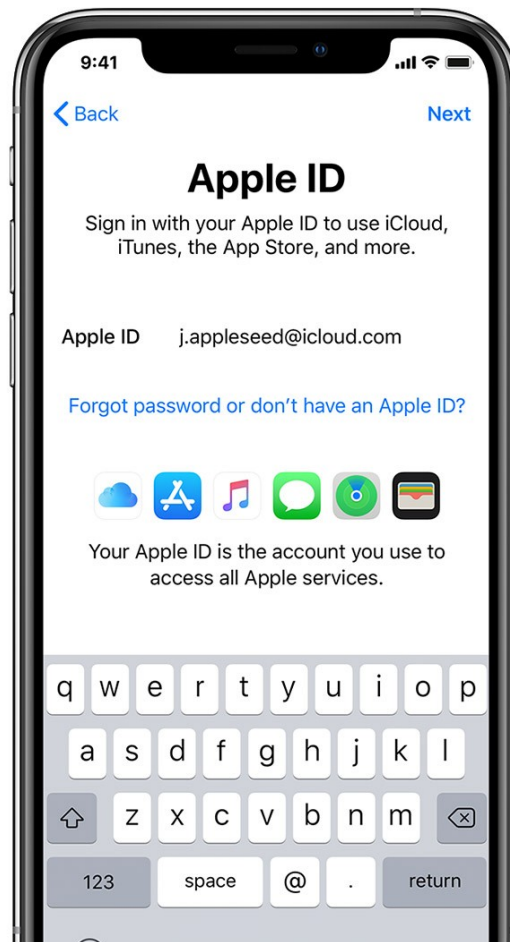 9:41
Back Next
Apple ID
Sign in with your Apple ID to use iCloud,
iTunes, the App Store, and more.
Apple ID j.appleseed@icloud.com
Forgot password or don’t have an Apple ID?
Your Apple ID is the account you use to
access all Apple services.
q w e r t y u i o p
a s d f g h j k l
z x c v b n m
123 space @ . return